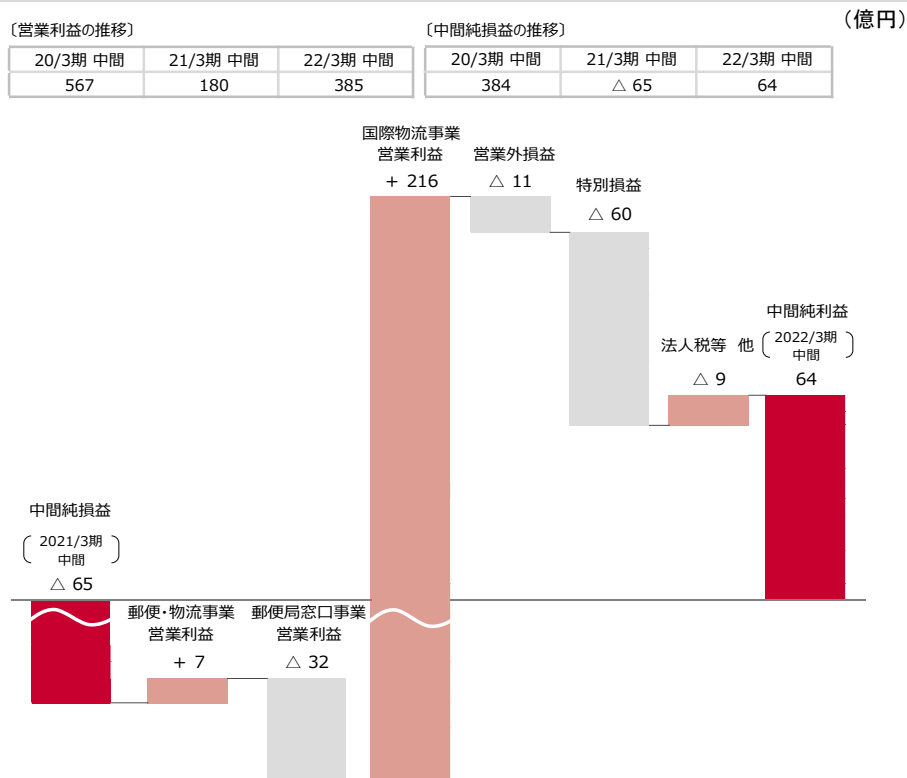 （億円）
〔営業利益の推移〕
20/3期 中間 21/3期 中間 22/3期 中間
567 180 385
〔中間純損益の推移〕
20/3期 中間 21/3期 中間 22/3期 中間
384 △ 65 64
国際物流事業
営業利益
+ 216
営業外損益
△ 11
特別損益
△ 60
法人税等 他
△ 9
中間純利益
2022/3期
中間
64
中間純損益
2021/3期
中間
△ 65
郵便・物流事業
営業利益
+ 7
郵便局窓口事業
営業利益
△ 32